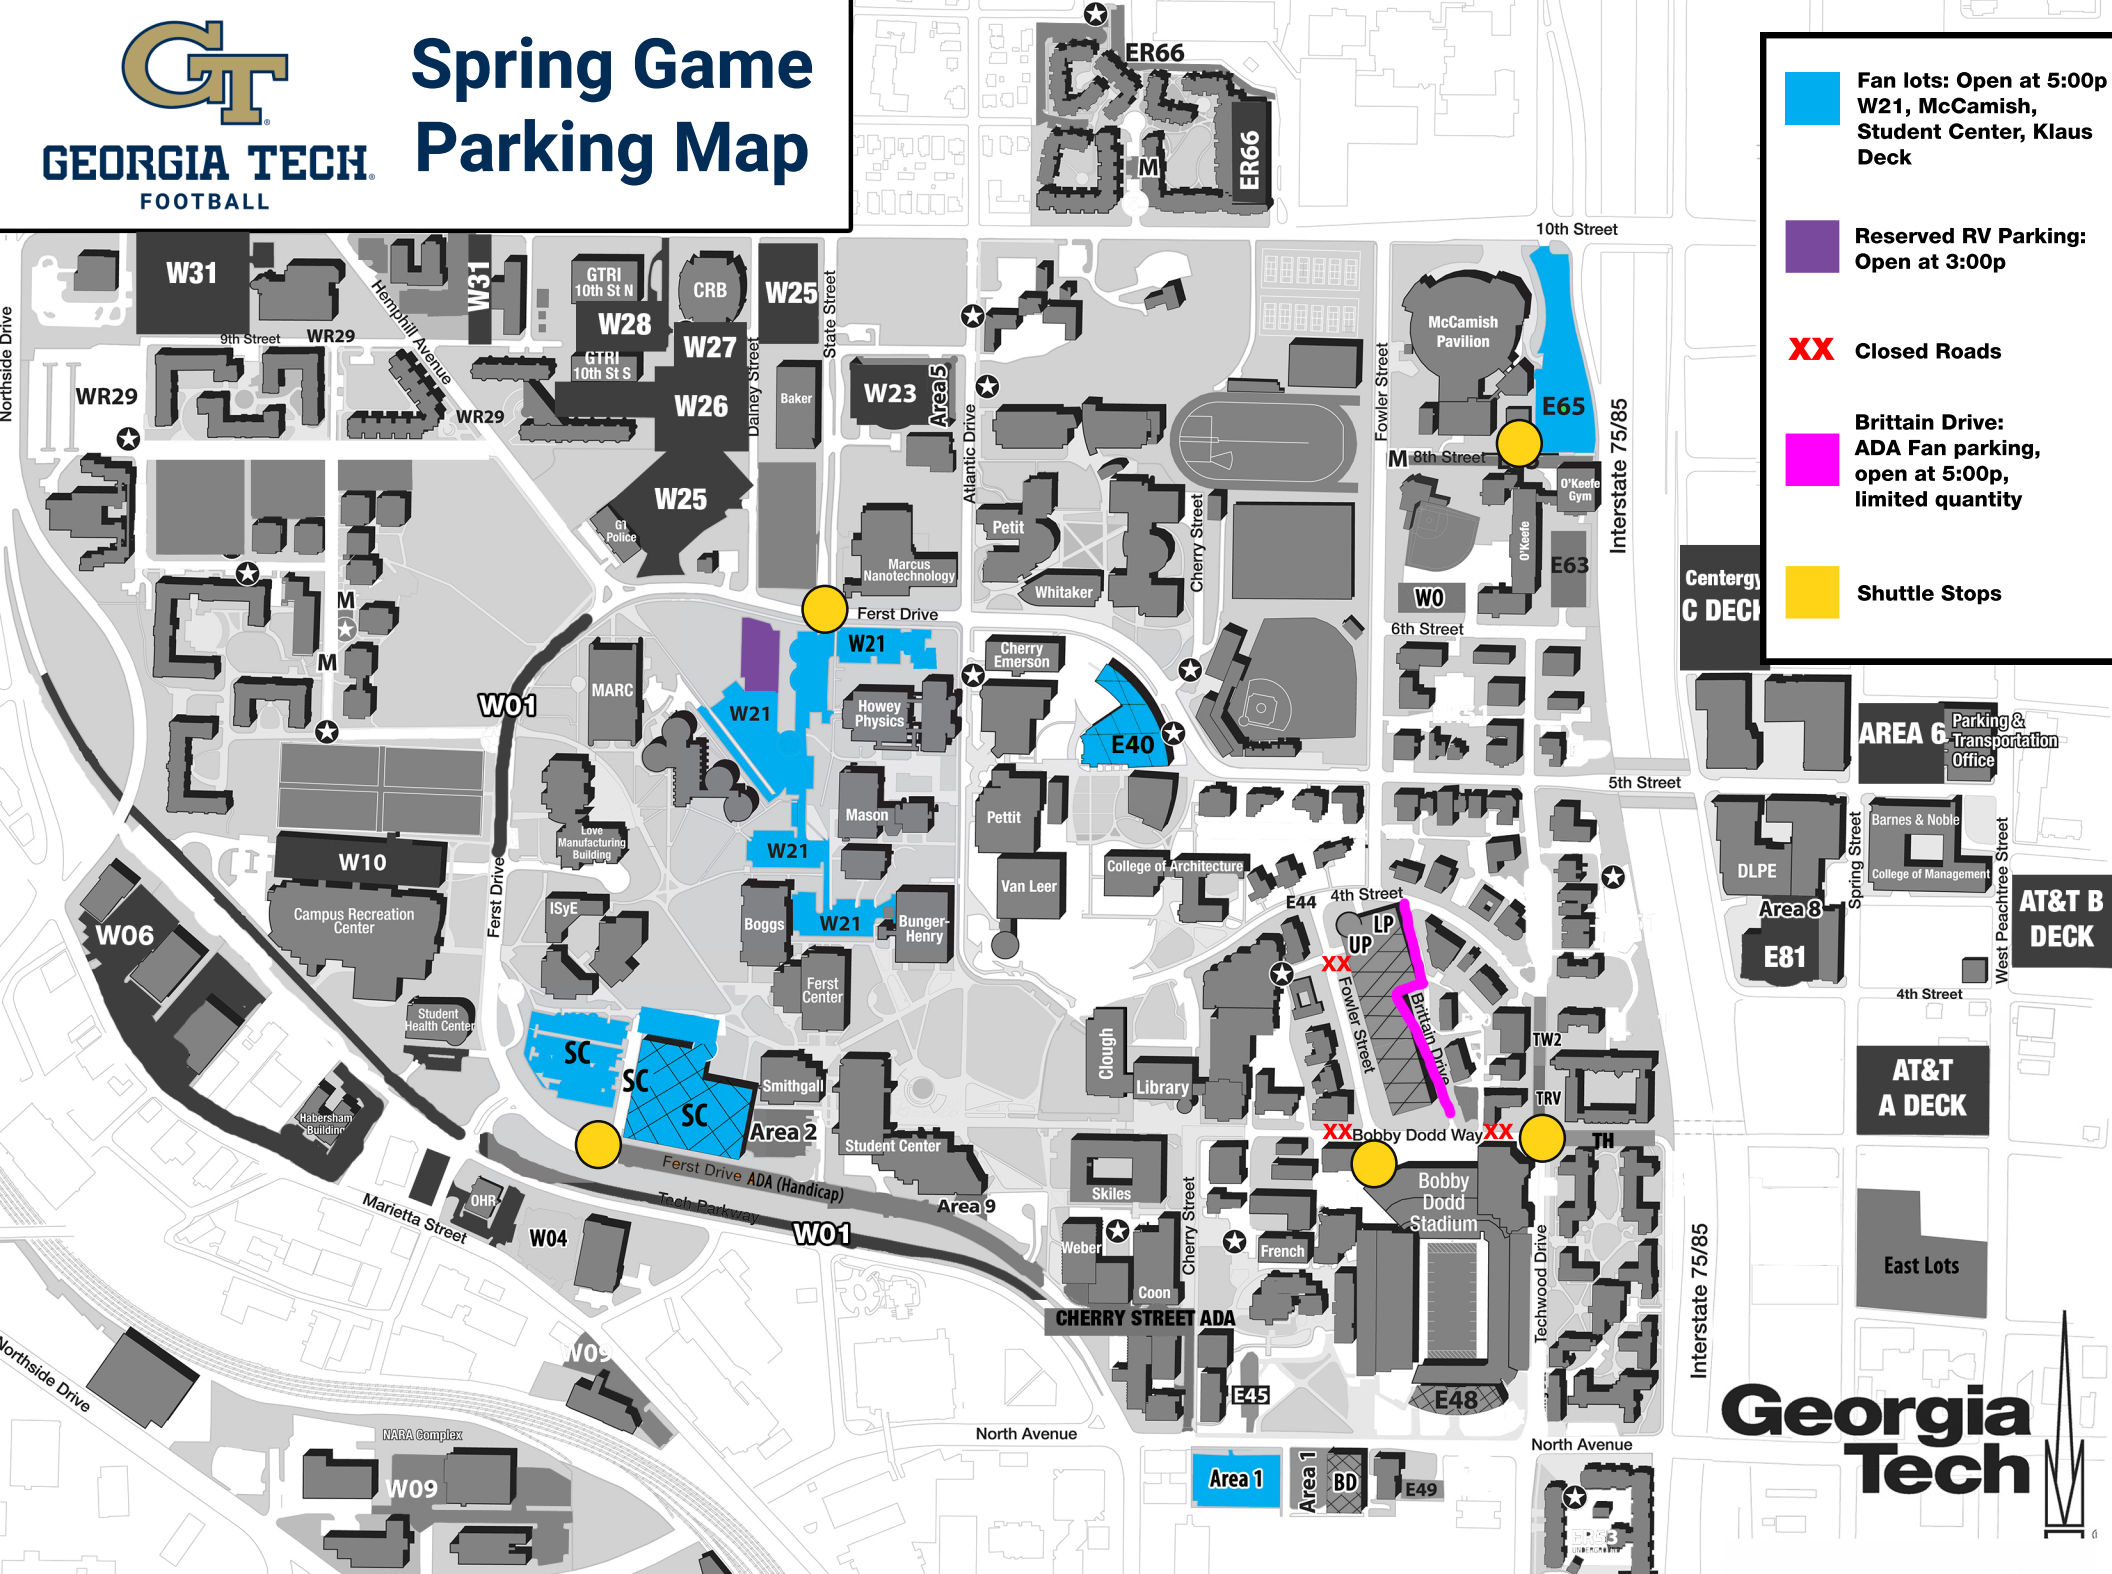 GT
GEORGIA TECH
FOOTBALL
Spring Game
Parking Map
Fan lots: Open at 5:00p
W21, McCamish,
Student Center, Klaus
Deck
Reserved RV Parking:
Open at 3:00p
XX Closed Roads
Brittain Drive:
ADA Fan parking,
open at 5:00p,
limited quantity
Shuttle Stops
ER66
ER66
M
10th Street
W31
W31
Hemphill Avenue
Northside Drive
9th Street
WR29
WR29
WR29
GTRI
10th St N
W28
GTRI
10th St S
CRB
W27
W26
W25
W25
State Street
Dalney Street
Baker
W23
Area 5
Atlantic Drive
GT
Police
Marcus
Nanotechnology
Petit
Whitaker
Cherry Street
Fowler Street
McCamish
Pavilion
E65
M
8th Street
O'Keefe
Gym
O'Keefe
E63
WO
6th Street
Interstate 75/85
Centergy
C DECK
M
M
Ferst Drive
W21
Cherry
Emerson
W01
MARC
W21
Howey
Physics
E40
AREA 6
Parking &
Transportation
Office
5th Street
Love
Manufacturing
Building
Mason
Pettit
W10
W21
Van Leer
College of Architecture
DLPE
Spring Street
Barnes & Noble
College of Management
West Peachtree Street
AT&T B
DECK
Area 8
E81
4th Street
W06
Campus Recreation
Center
Ferst Drive
ISyE
Boggs
W21
Bunger-
Henry
E44
4th Street
LP
UP
XX
Fowler Street
Brittain Drive
Ferst
Center
Student
Health Center
SC
SC
SC
Smithgall
Area 2
Clough
Library
TW2
TRV
TH
AT&T
A DECK
Habersham
Building
Student Center
XX
Bobby Dodd Way
XX
Ferst Drive ADA (Handicap)
Tech Parkway
W01
Area 9
Skiles
Bobby
Dodd
Stadium
OHR
Marietta Street
W04
Weber
Coon
Cherry Street
French
Techwood Drive
Interstate 75/85
East Lots
CHERRY STREET ADA
W09
E45
E48
Northside Drive
NARA Complex
W09
North Avenue
North Avenue
Area 1
Area 1
BD
E49
ERS3
UNDERGROUND
Georgia
Tech